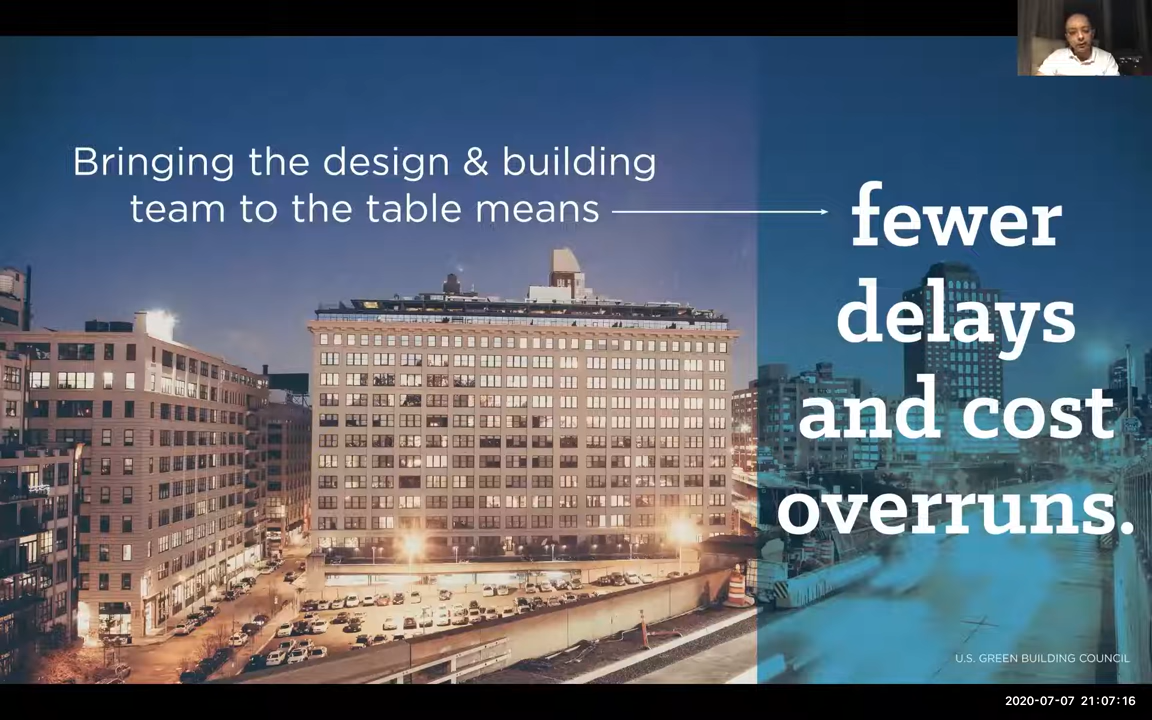 Bringing the design & building
team to the table means
fewer
delays
and cost
overruns.
U.S. GREEN BUILDING COUNCIL
2020-07-07 21:07:16